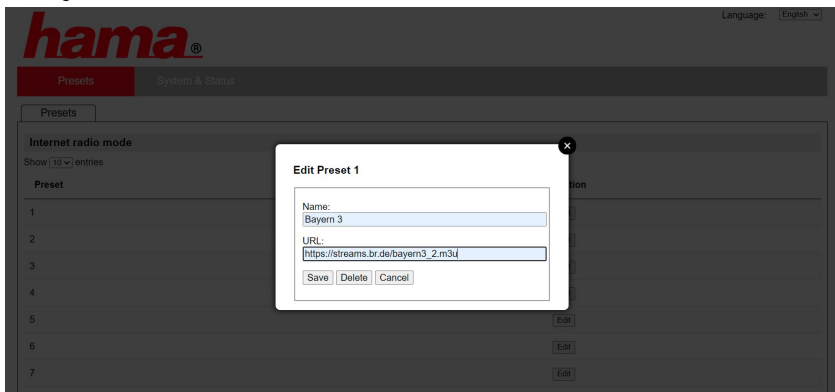 Language: English
hama®
Presets System & Status
Presets
Internet radio mode
Show 10 entries
Preset
1
2
3
4
5 Edit
6 Edit
7 Edit
Edit Preset 1
Name:
Bayern 3
URL:
https://streams.br.de/bayern3_2.m3u
Save Delete Cancel